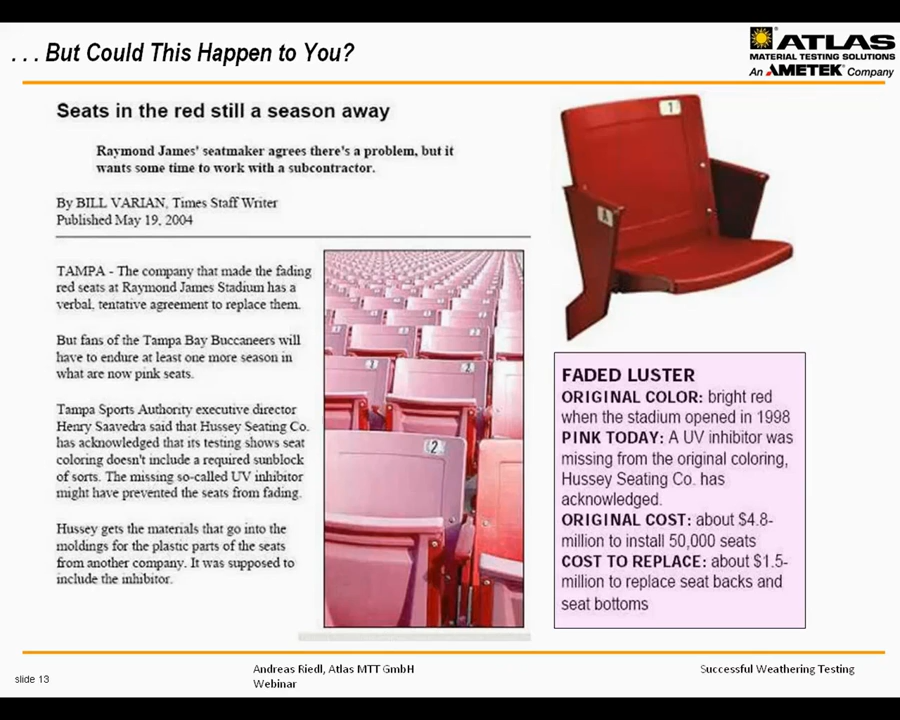 . . . But Could This Happen to You?
ATLAS
MATERIAL TESTING SOLUTIONS
An AMETEK® Company
Seats in the red still a season away
Raymond James' seatmaker agrees there's a problem, but it
wants some time to work with a subcontractor.
By BILL VARIAN, Times Staff Writer
Published May 19, 2004
TAMPA - The company that made the fading
red seats at Raymond James Stadium has a
verbal, tentative agreement to replace them.
But fans of the Tampa Bay Buccaneers will
have to endure at least one more season in
what are now pink seats.
Tampa Sports Authority executive director
Henry Saavedra said that Hussey Seating Co.
has acknowledged that its testing shows seat
coloring doesn't include a required sunblock
of sorts. The missing so-called UV inhibitor
might have prevented the seats from fading.
Hussey gets the materials that go into the
moldings for the plastic parts of the seats
from another company. It was supposed to
include the inhibitor.
2
2
1
A
FADED LUSTER
ORIGINAL COLOR: bright red
when the stadium opened in 1998
PINK TODAY: A UV inhibitor was
missing from the original coloring,
Hussey Seating Co. has
acknowledged.
ORIGINAL COST: about $4.8-
million to install 50,000 seats
COST TO REPLACE: about $1.5-
million to replace seat backs and
seat bottoms
slide 13
Andreas Riedl, Atlas MTT GmbH
Webinar
Successful Weathering Testing